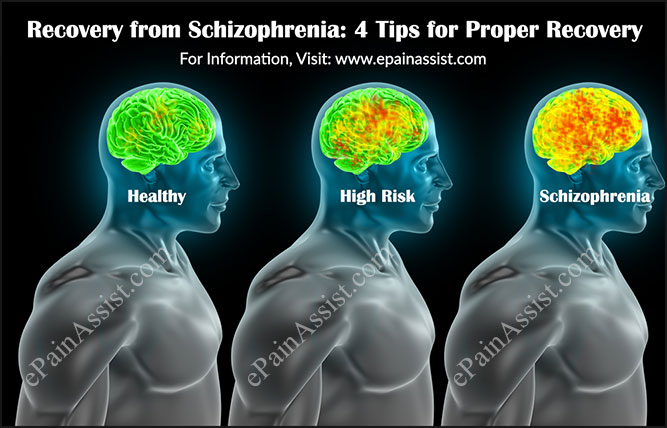 Recovery from Schizophrenia: 4 Tips for Proper Recovery
For Information, Visit: www.epainassist.com
Healthy
High Risk
Schizophrenia
ePainAssist.com
ePainAssist.com
ePainAssist.com